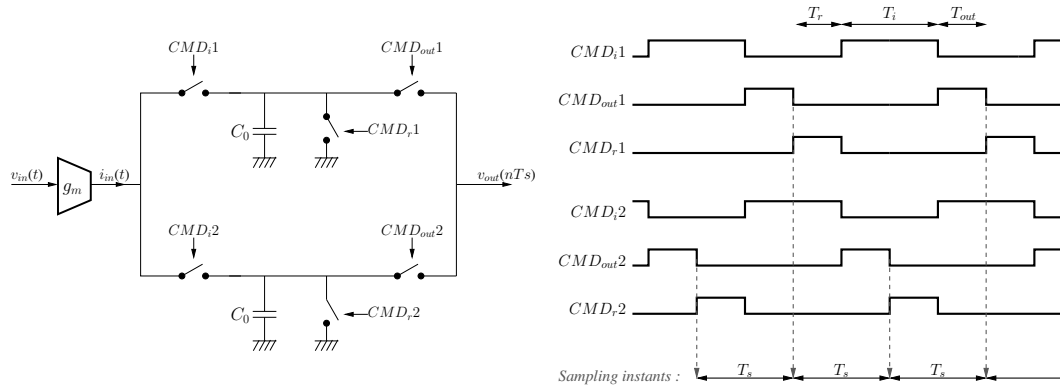 CMD_i1
CMD_out1
C_0
CMD_r1
v_in(t)
g_m
i_in(t)
v_out(nTs)
CMD_i2
CMD_out2
C_0
CMD_r2
T_r
T_i
T_out
CMD_i1
CMD_out1
CMD_r1
CMD_i2
CMD_out2
CMD_r2
Sampling instants :
T_s
T_s
T_s